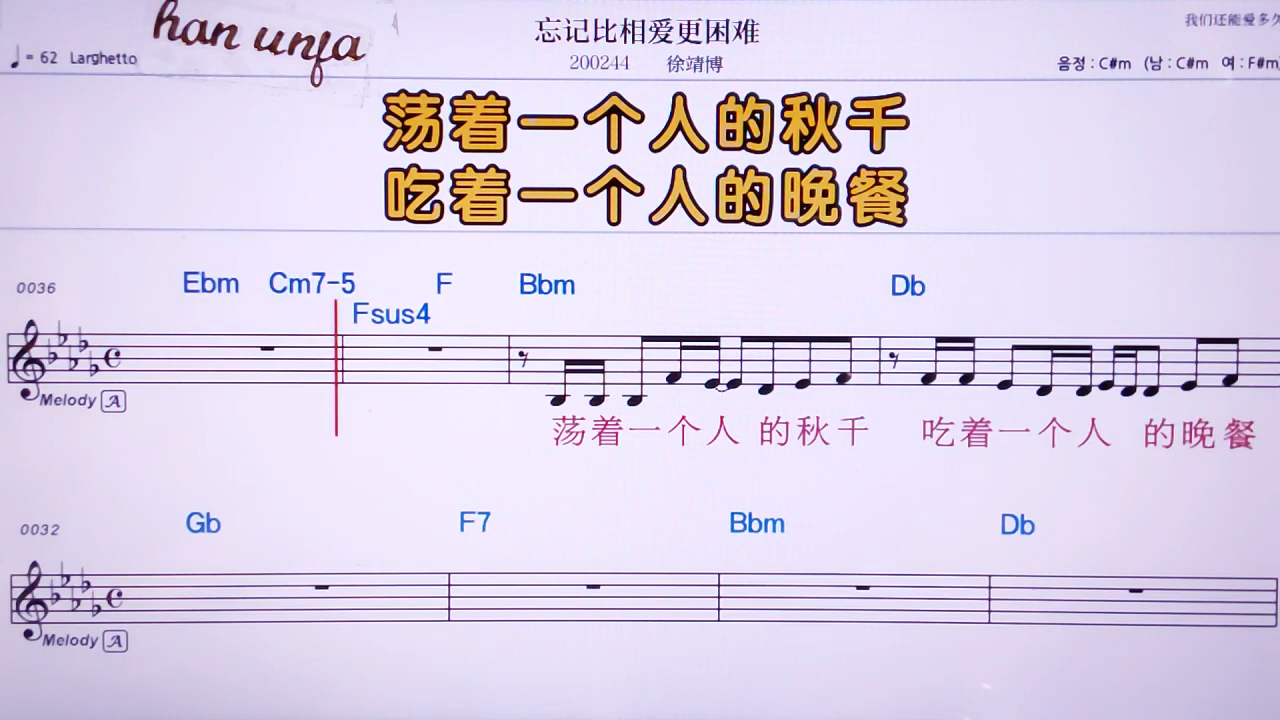 han unfa
忘记比相爱更困难
我们还能爱多久
♩= 62 Larghetto
200244 徐靖博
음정 : C#m (남 : C#m 여 : F#m)
荡着一个人的秋千
吃着一个人的晚餐
0036 Ebm Cm7-5 Fsus4 F Bbm Db
Melody A
荡着一个人 的秋千 吃着一个人 的晚餐
0032 Gb F7 Bbm Db
Melody A